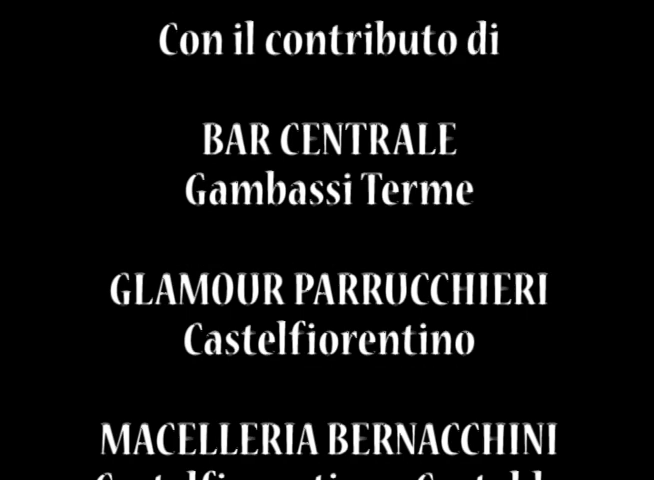 Con il contributo di
BAR CENTRALE
Gambassi Terme
GLAMOUR PARRUCCHIERI
Castelfiorentino
MACELLERIA BERNACCHINI